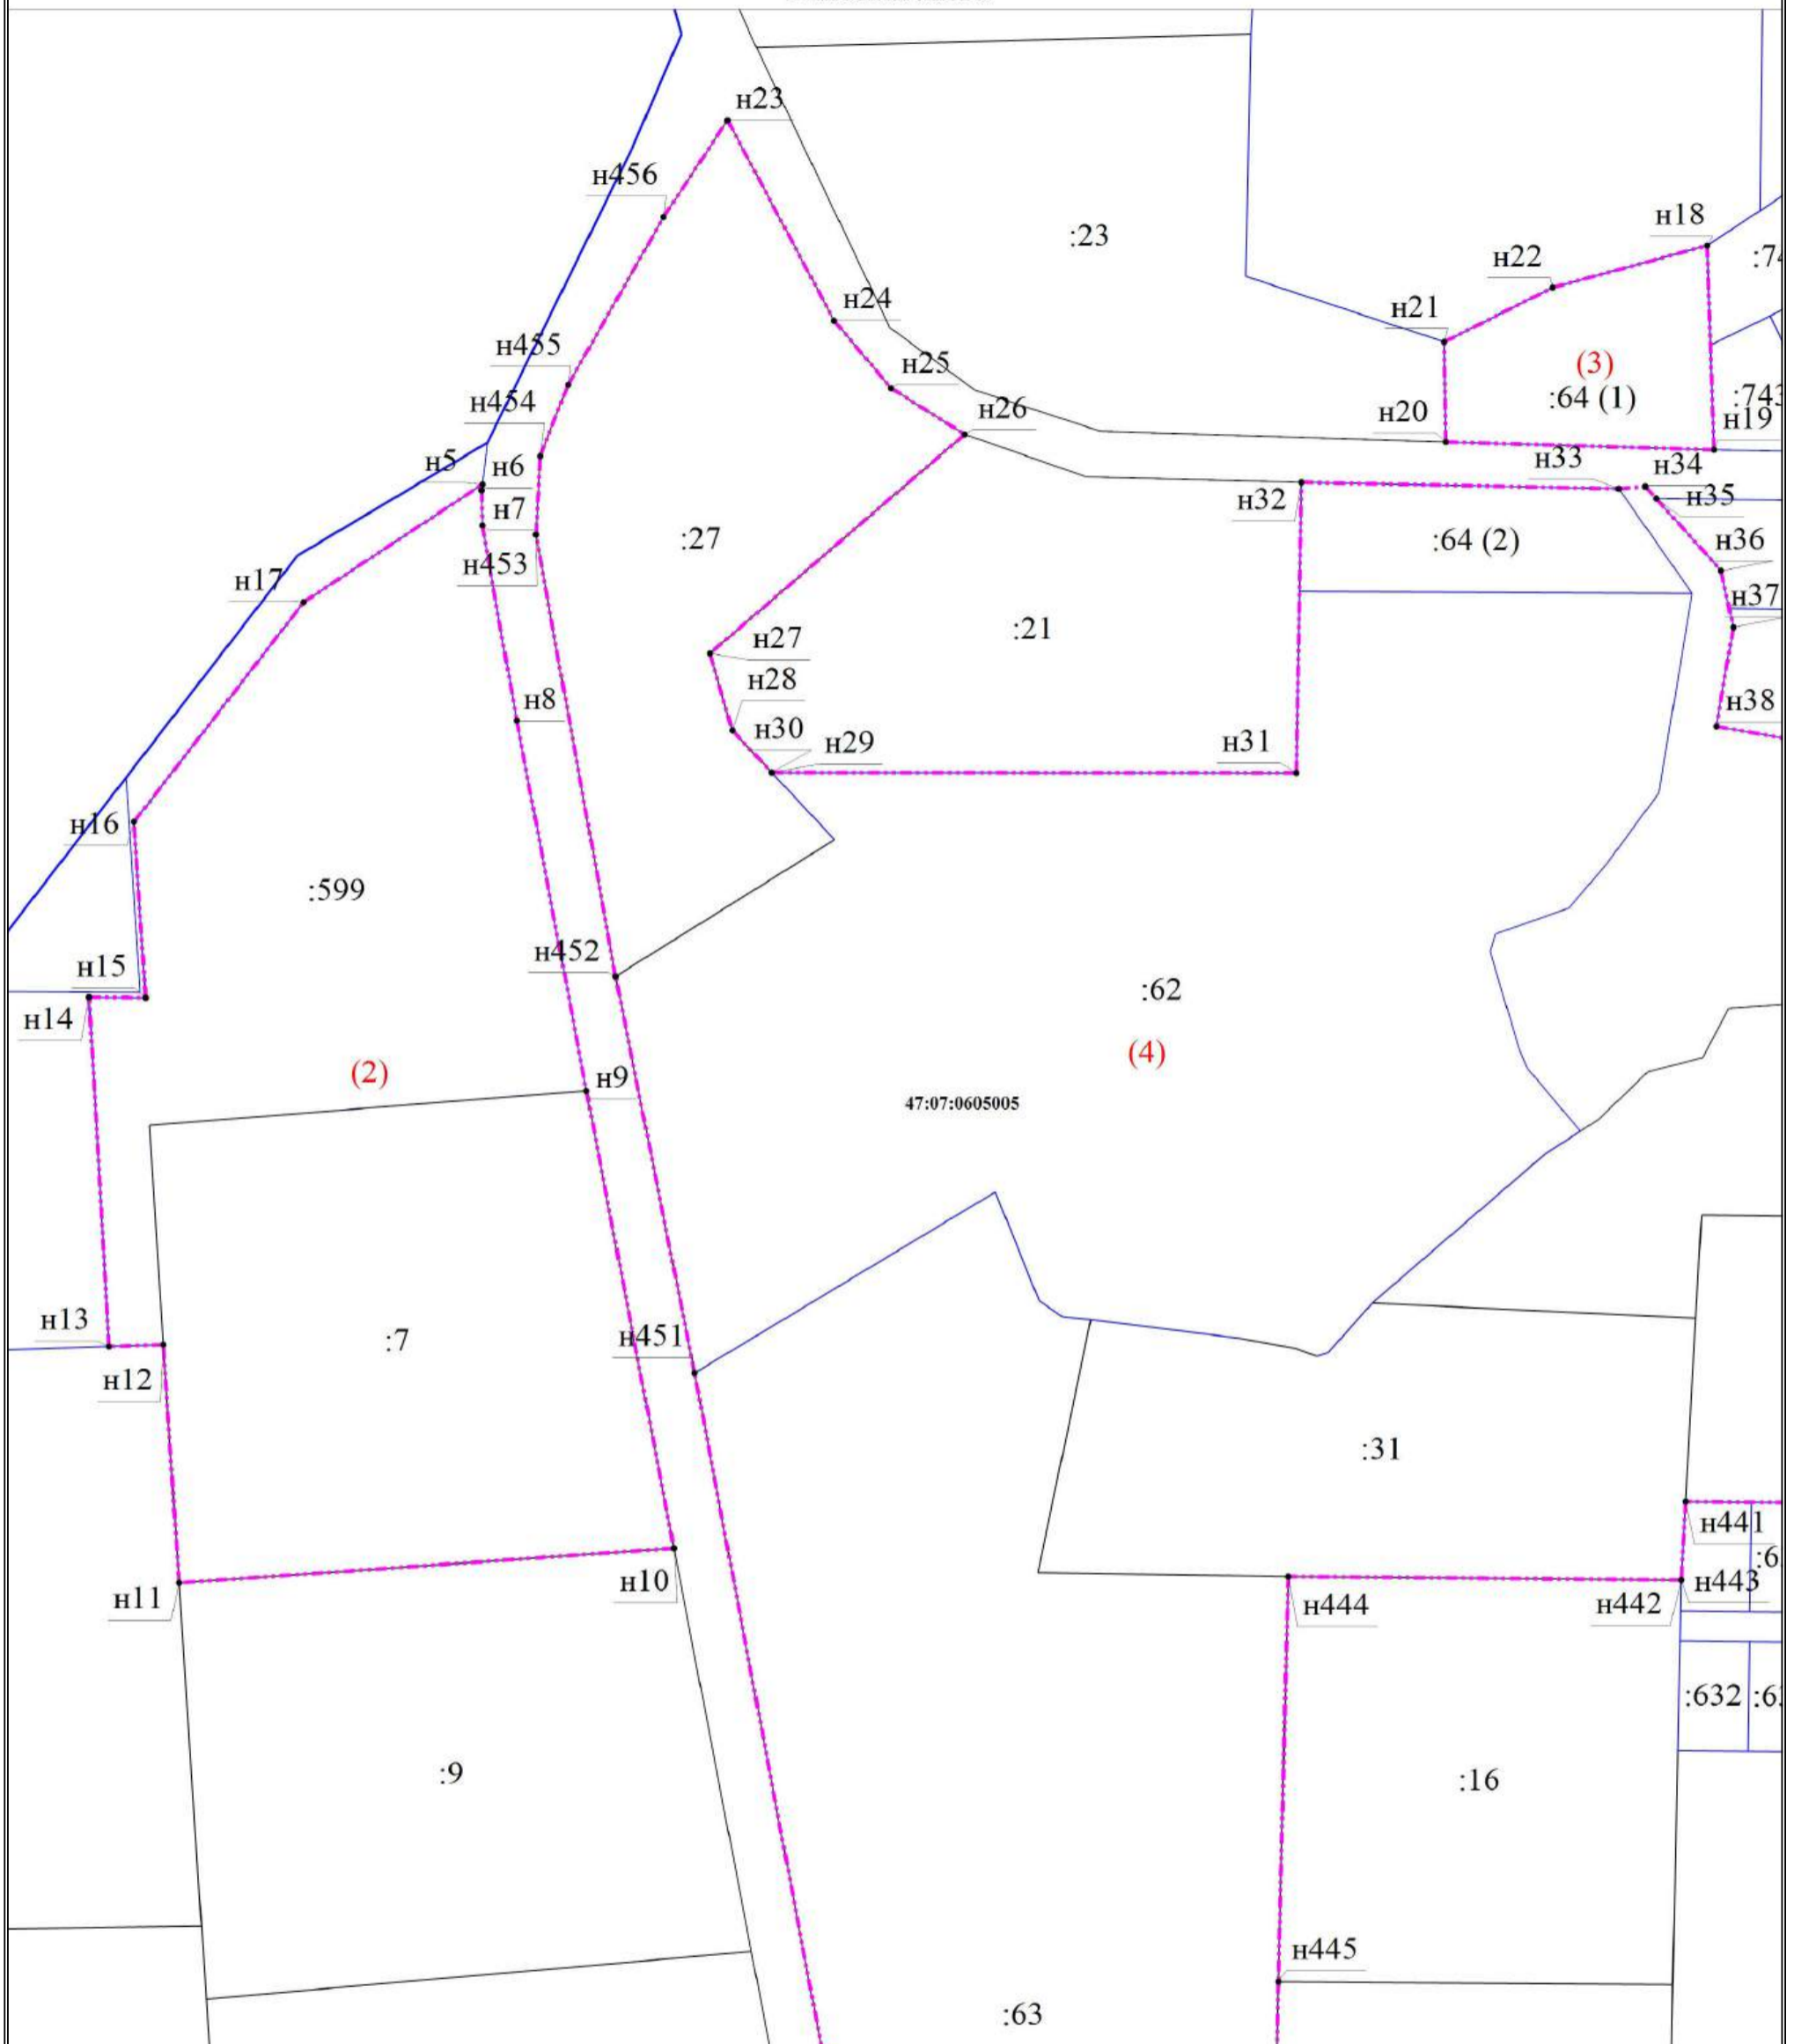 н23
н456
:23
н18
н22
:74
н24
н21
(3)
н455
н25
:64 (1)
:743
н454
н26
н20
н19
н5
н6
н33
н34
н32
н35
н7
:27
:64 (2)
н36
н453
н17
н37
:21
н27
н28
н8
н38
н30
н29
н31
н16
:599
н452
н15
:62
н14
(4)
(2)
н9
47:07:0605005
н13
:7
н451
н12
:31
н441
:6
н10
н443
н11
н444
н442
:632
:9
:16
н445
:63